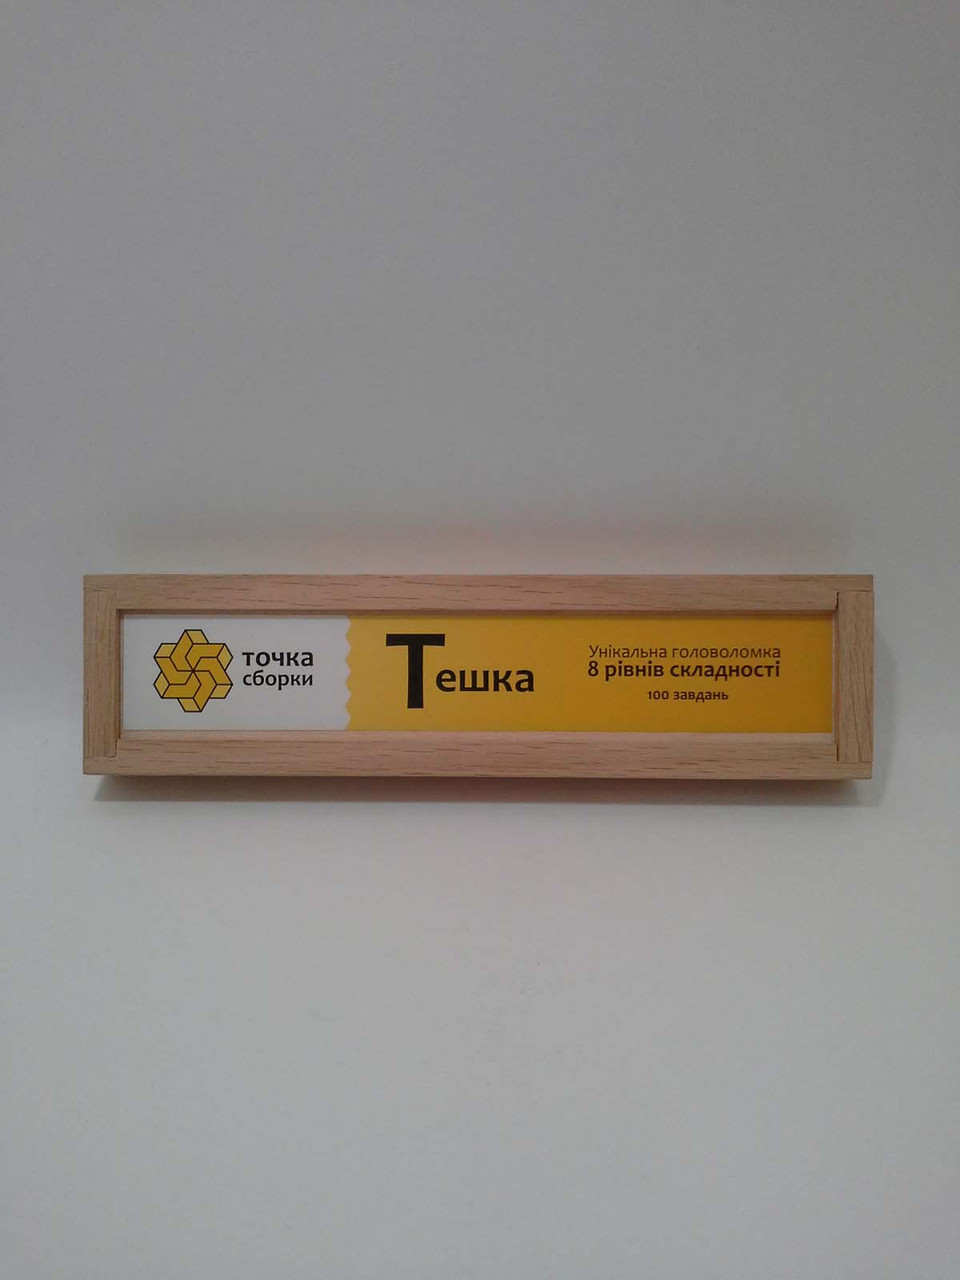 точка
сборки
Тешка
Унікальна головоломка
8 рівнів складності
100 завдань